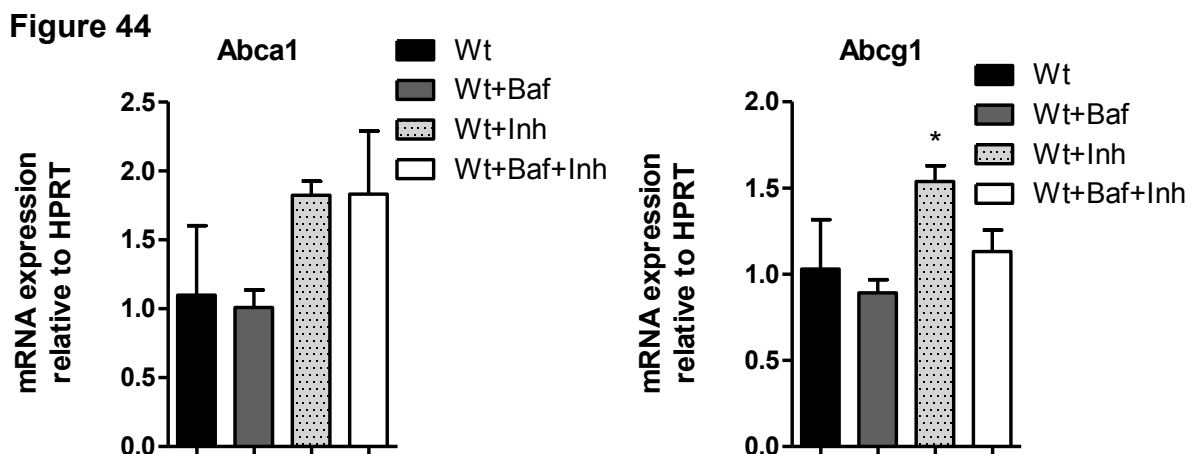 Figure 44
Abca1
Wt
Wt+Baf
Wt+Inh
Wt+Baf+Inh
mRNA expression
relative to HPRT
2.5
2.0
1.5
1.0
0.5
0.0
Abcg1
Wt
Wt+Baf
Wt+Inh
Wt+Baf+Inh
mRNA expression
relative to HPRT
2.0
1.5
1.0
0.5
0.0
*